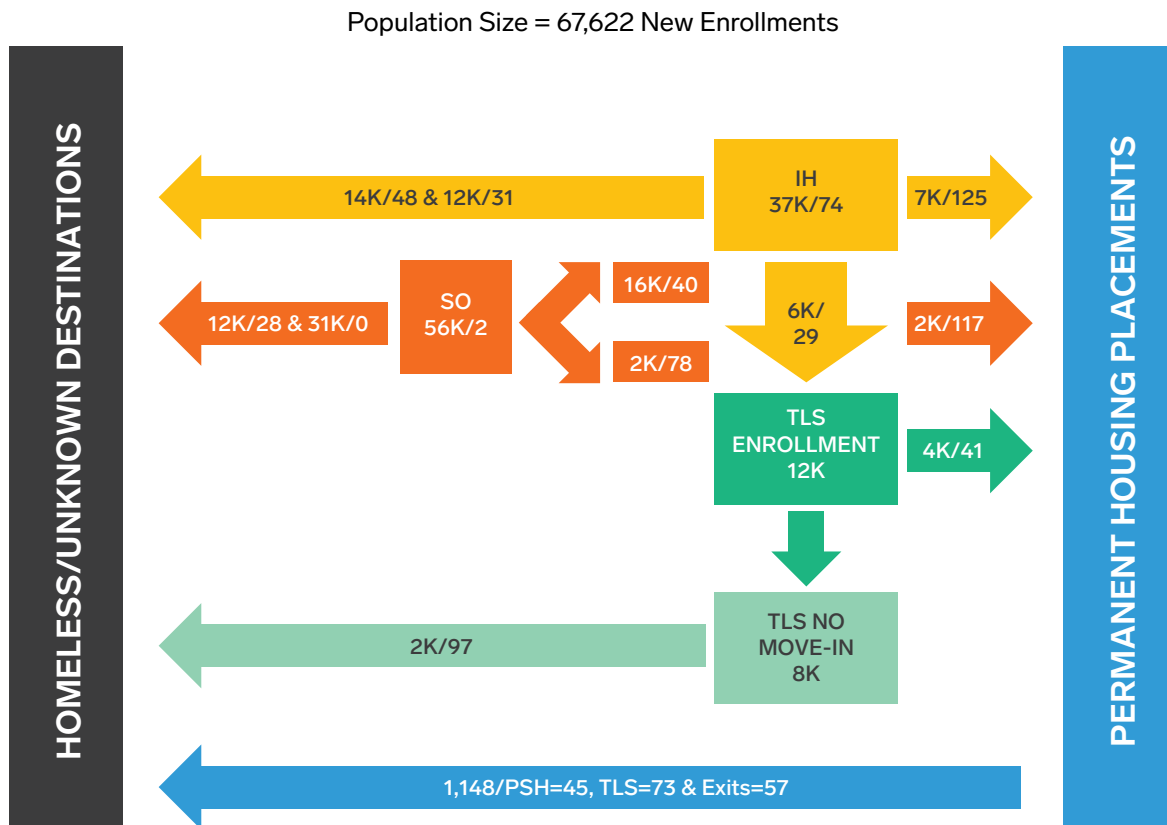 Population Size = 67,622 New Enrollments
HOMELESS/UNKNOWN DESTINATIONS
PERMANENT HOUSING PLACEMENTS
14K/48 & 12K/31
IH
37K/74
7K/125
12K/28 & 31K/0
SO
56K/2
16K/40
2K/78
6K/
29
2K/117
TLS
ENROLLMENT
12K
4K/41
2K/97
TLS NO
MOVE-IN
8K
1,148/PSH=45, TLS=73 & Exits=57